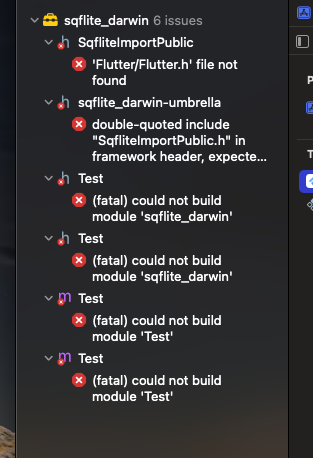 sqflite_darwin 6 issues
SqfliteImportPublic
'Flutter/Flutter.h' file not
found
sqflite_darwin-umbrella
double-quoted include
"SqfliteImportPublic.h" in
framework header, expecte...
Test
(fatal) could not build
module 'sqflite_darwin'
Test
(fatal) could not build
module 'sqflite_darwin'
Test
(fatal) could not build
module 'Test'
Test
(fatal) could not build
module 'Test'